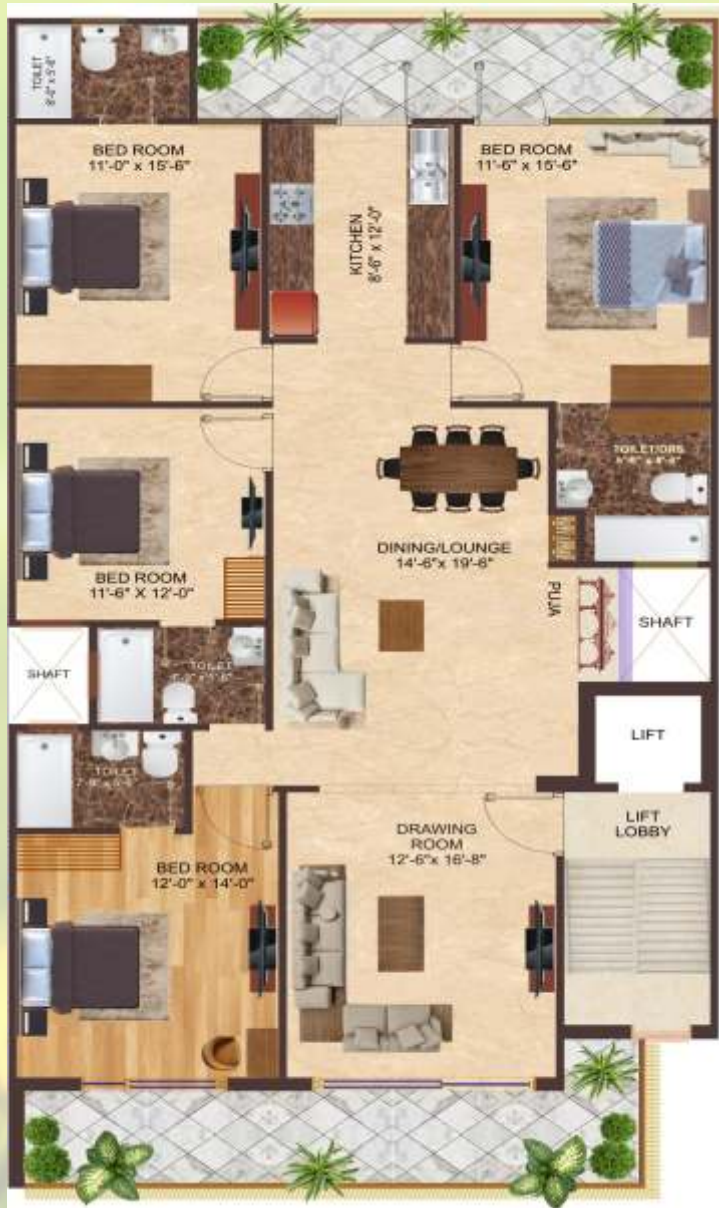 TOILET
BED ROOM
11'-0" x 15'-6"
KITCHEN
8'-6" x 12'-0"
BED ROOM
11'-6" x 15'-6"
TOILET/DRS
BED ROOM
11'-6" X 12'-0"
DINING/LOUNGE
14'-6"x 19'-6"
PUJA
SHAFT
SHAFT
TOILET
LIFT
TOILET
BED ROOM
12'-0" x 14'-0"
DRAWING
ROOM
12'-6"x 16'-8"
LIFT
LOBBY